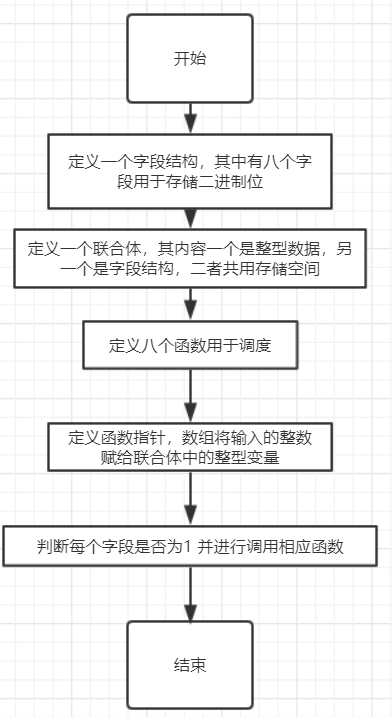 开始
定义一个字段结构，其中有八个字
段用于存储二进制位
定义一个联合体，其内容一个是整型数据，另
一个是字段结构，二者共用存储空间
定义八个函数用于调度
定义函数指针，数组将输入的整数
赋给联合体中的整型变量
判断每个字段是否为1 并进行调用相应函数
结束